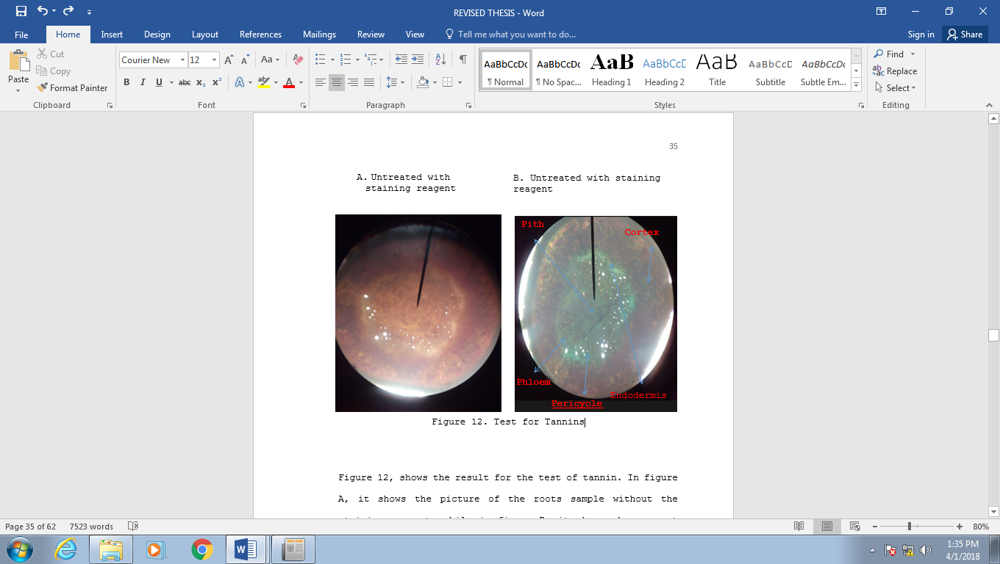 REVISED THESIS - Word
File Home Insert Design Layout References Mailings Review View Tell me what you want to do... Sign in Share
Paste
Cut
Copy
Format Painter
Clipboard
Courier New 12
Aa
B I U abc x₂ x² A A
Font
Paragraph
AaBbCcDc AaBbCcDc AaB AaBbCcD AaB AaBbCcD AaBbCcDc
¶ Normal ¶ No Spac... Heading 1 Heading 2 Title Subtitle Subtle Em...
Styles
Find
Replace
Select
Editing
35
A. Untreated with
staining reagent
B. Untreated with staining
reagent
Pith
Cortex
Phloem
Endodermis
Pericycle
Figure 12. Test for Tannins
Figure 12, shows the result for the test of tannin. In figure
A, it shows the picture of the roots sample without the
Page 35 of 62 7523 words 80%
1:35 PM
4/1/2018